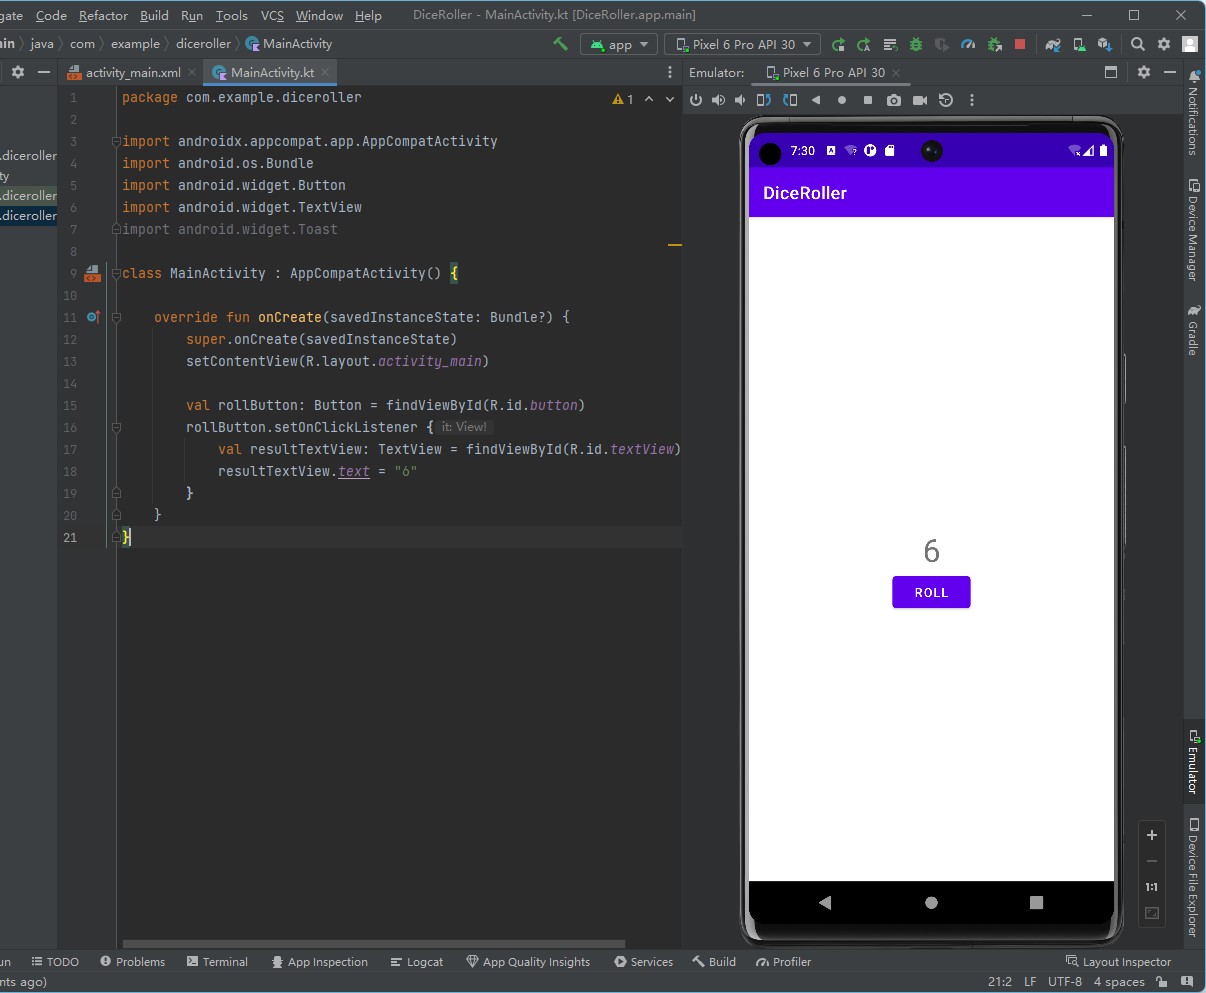 gate Code Refactor Build Run Tools VCS Window Help DiceRoller - MainActivity.kt [DiceRoller.app.main]
in java com example diceroller MainActivity app Pixel 6 Pro API 30
activity_main.xml MainActivity.kt Emulator: Pixel 6 Pro API 30
1
.diceroller
ty
.diceroller
.diceroller
1 package com.example.diceroller
2
3 import androidx.appcompat.app.AppCompatActivity
4 import android.os.Bundle
5 import android.widget.Button
6 import android.widget.TextView
7 import android.widget.Toast
8
9 class MainActivity : AppCompatActivity() {
10
11 override fun onCreate(savedInstanceState: Bundle?) {
12 super.onCreate(savedInstanceState)
13 setContentView(R.layout.activity_main)
14
15 val rollButton: Button = findViewById(R.id.button)
16 rollButton.setOnClickListener { it: View!
17 val resultTextView: TextView = findViewById(R.id.textView)
18 resultTextView.text = "6"
19 }
20 }
21 }
7:30
DiceRoller
6
ROLL
1:1
Notifications
Device Manager
Gradle
Emulator
Device File Explorer
un TODO Problems Terminal App Inspection Logcat App Quality Insights Services Build Profiler Layout Inspector
nts ago) 21:2 LF UTF-8 4 spaces